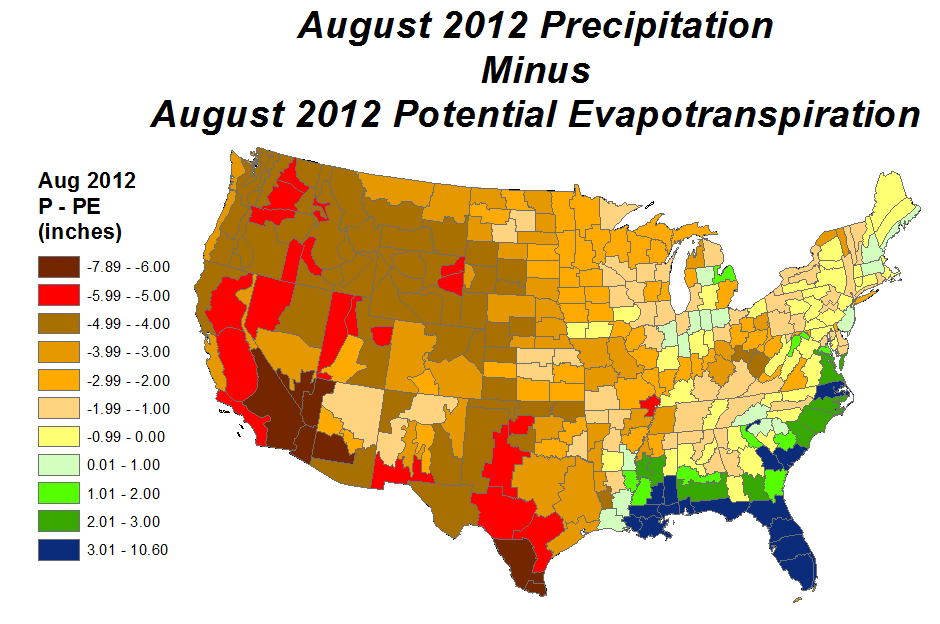 August 2012 Precipitation
Minus
August 2012 Potential Evapotranspiration
Aug 2012
P - PE
(inches)
-7.89 - -6.00
-5.99 - -5.00
-4.99 - -4.00
-3.99 - -3.00
-2.99 - -2.00
-1.99 - -1.00
-0.99 - 0.00
0.01 - 1.00
1.01 - 2.00
2.01 - 3.00
3.01 - 10.60